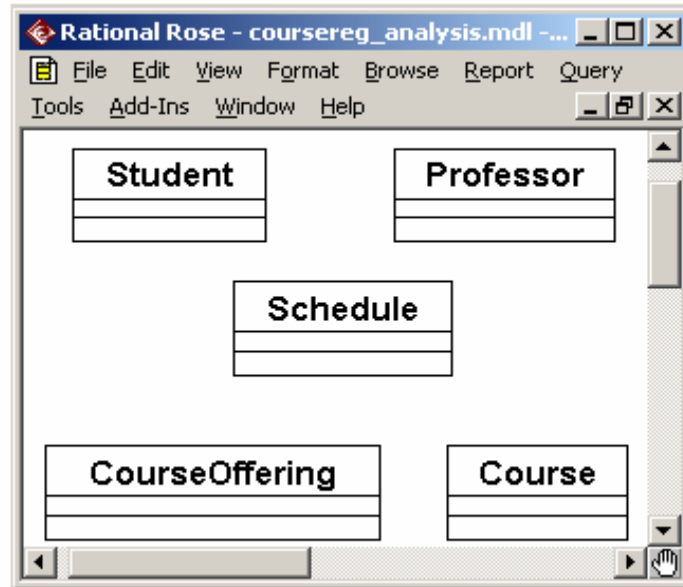 Rational Rose - coursereg_analysis.mdl -...
File Edit View Format Browse Report Query
Tools Add-Ins Window Help
Student
Professor
Schedule
CourseOffering
Course